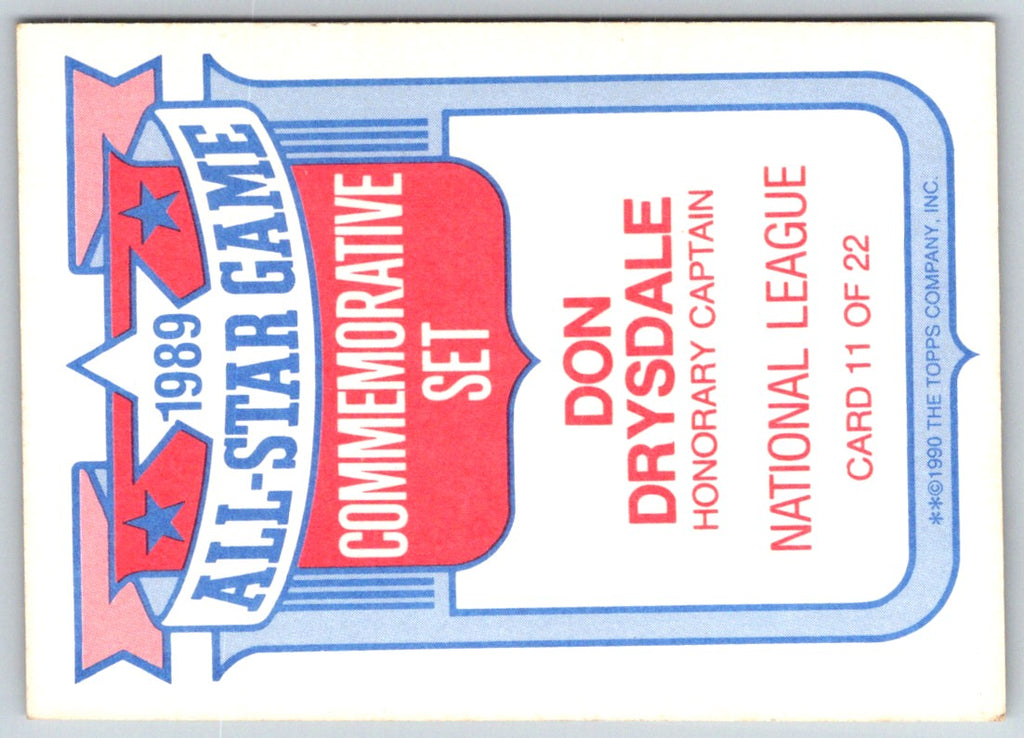 1989
ALL-STAR GAME
COMMEMORATIVE
SET
DON
DRYSDALE
HONORARY CAPTAIN
NATIONAL LEAGUE
CARD 11 OF 22
**©1990 THE TOPPS COMPANY, INC.